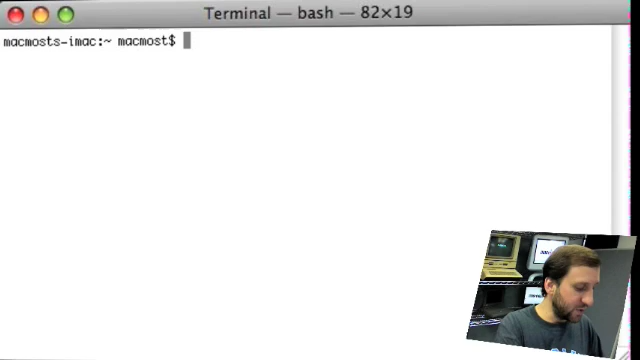 Terminal — bash — 82×19
macmosts-imac:~ macmost$